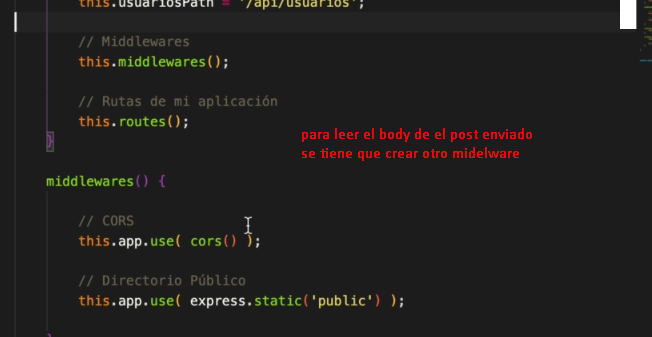 this.usuariosPath = '/api/usuarios';
// Middlewares
this.middlewares();
// Rutas de mi aplicación
this.routes();
}
para leer el body de el post enviado
se tiene que crear otro midelware
middlewares() {
// CORS
this.app.use( cors() );
// Directorio Público
this.app.use( express.static('public') );